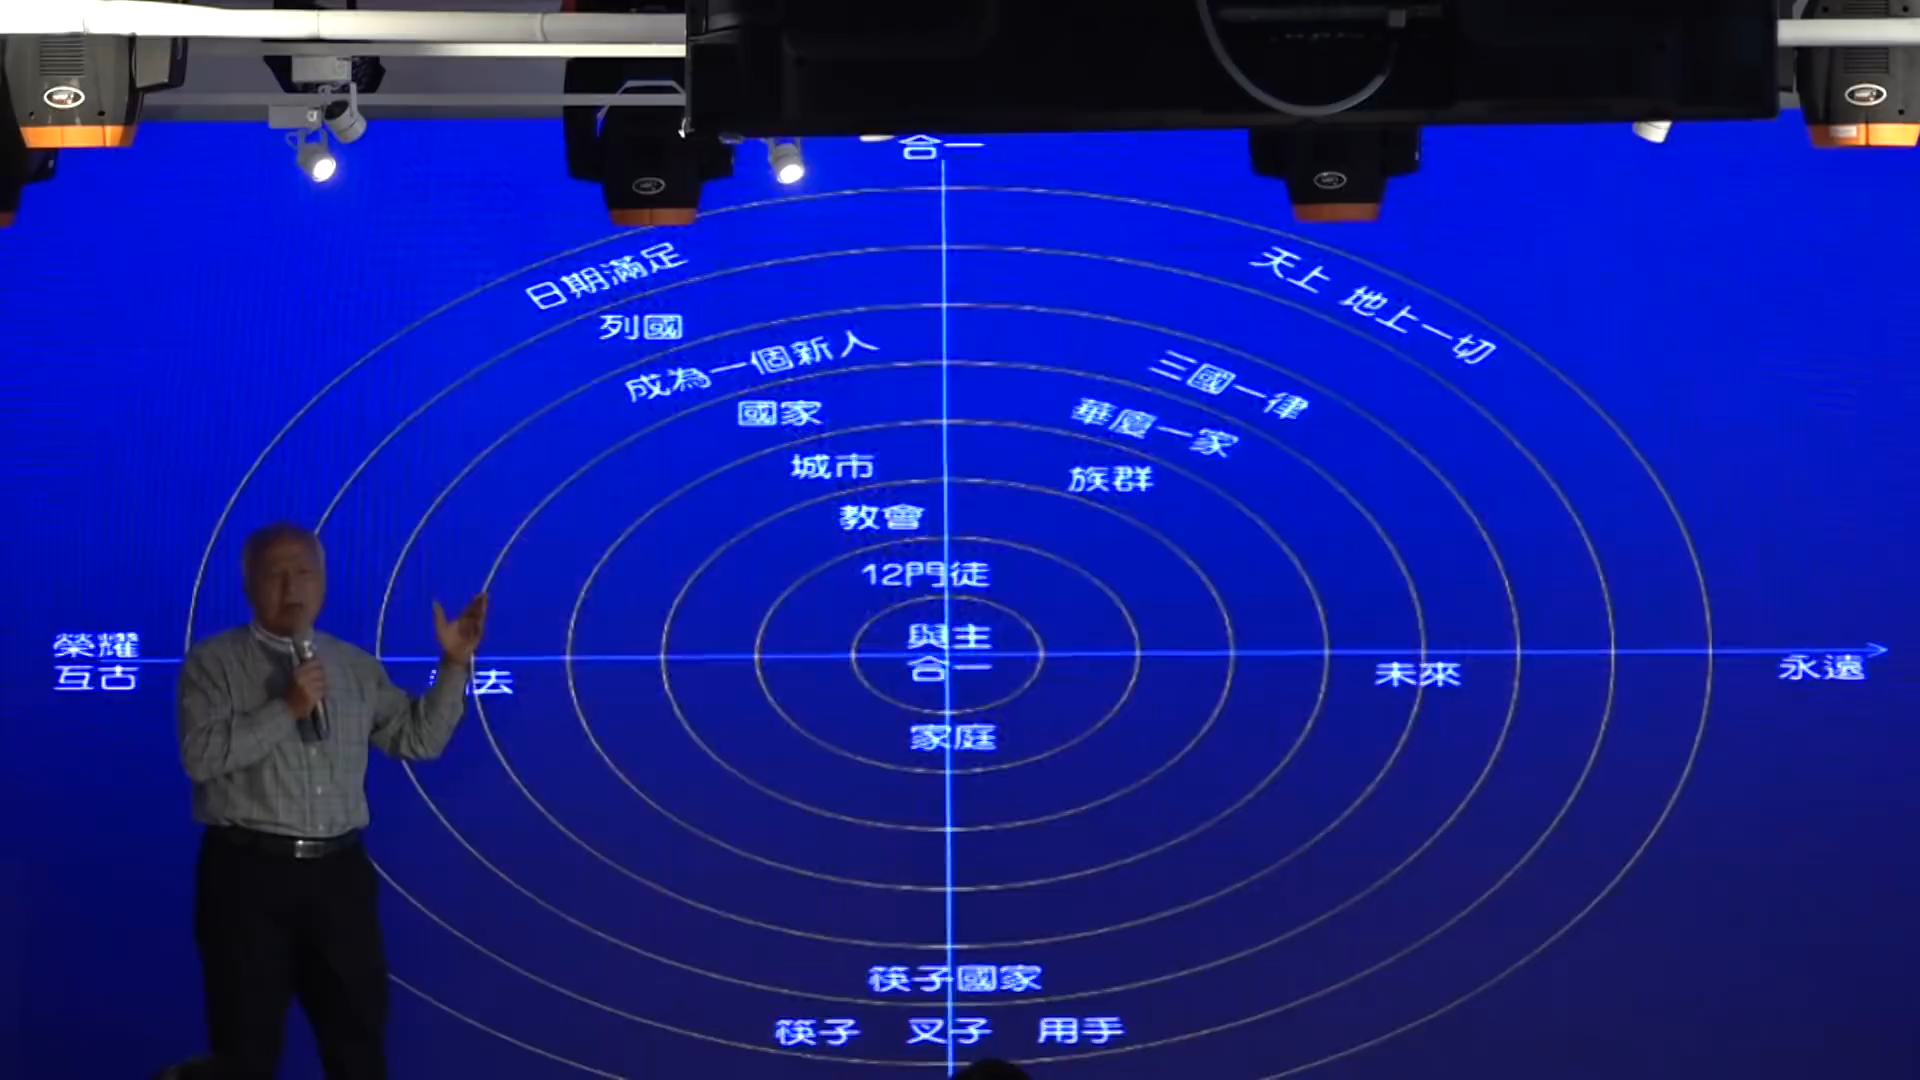 合一
日期滿足
天上 地上一切
列國
成為一個新人
三國一律
國家
華廈一家
城市
族群
教會
12門徒
與主
合一
榮耀
亙古
去
未來
永遠
家庭
筷子國家
筷子 叉子 用手